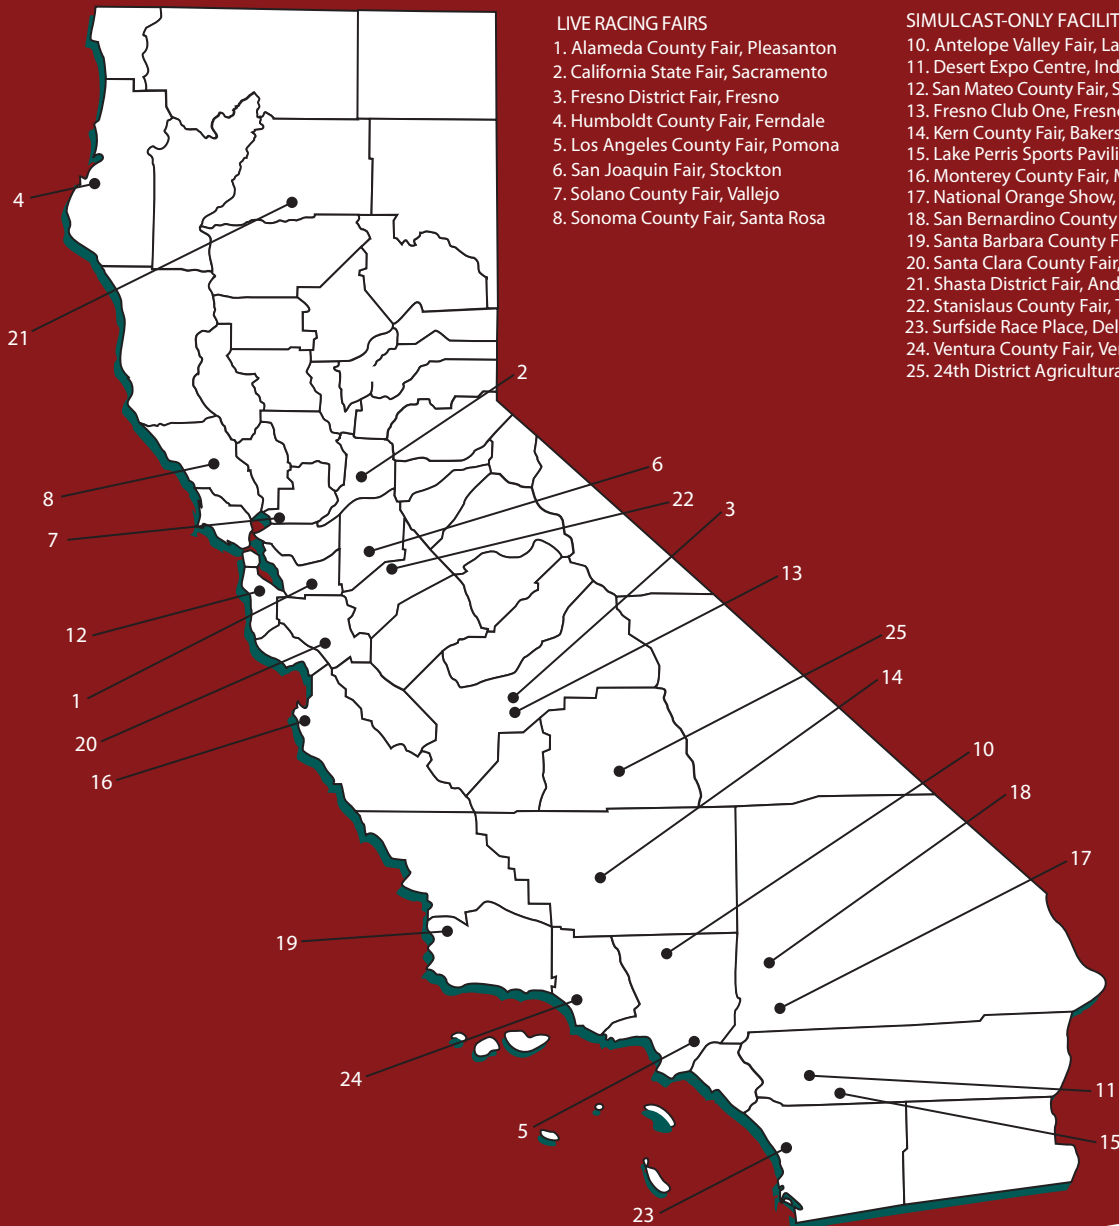 LIVE RACING FAIRS
1. Alameda County Fair, Pleasanton
2. California State Fair, Sacramento
3. Fresno District Fair, Fresno
4. Humboldt County Fair, Ferndale
5. Los Angeles County Fair, Pomona
6. San Joaquin Fair, Stockton
7. Solano County Fair, Vallejo
8. Sonoma County Fair, Santa Rosa
SIMULCAST-ONLY FACILIT
10. Antelope Valley Fair, La
11. Desert Expo Centre, Ind
12. San Mateo County Fair, S
13. Fresno Club One, Fresno
14. Kern County Fair, Bakers
15. Lake Perris Sports Pavili
16. Monterey County Fair, M
17. National Orange Show,
18. San Bernardino County
19. Santa Barbara County F
20. Santa Clara County Fair,
21. Shasta District Fair, And
22. Stanislaus County Fair, T
23. Surfside Race Place, Del
24. Ventura County Fair, Ven
25. 24th District Agricultura
4
21
2
8
6
22
7
3
13
12
25
1
14
20
16
10
18
17
19
24
11
5
15
23